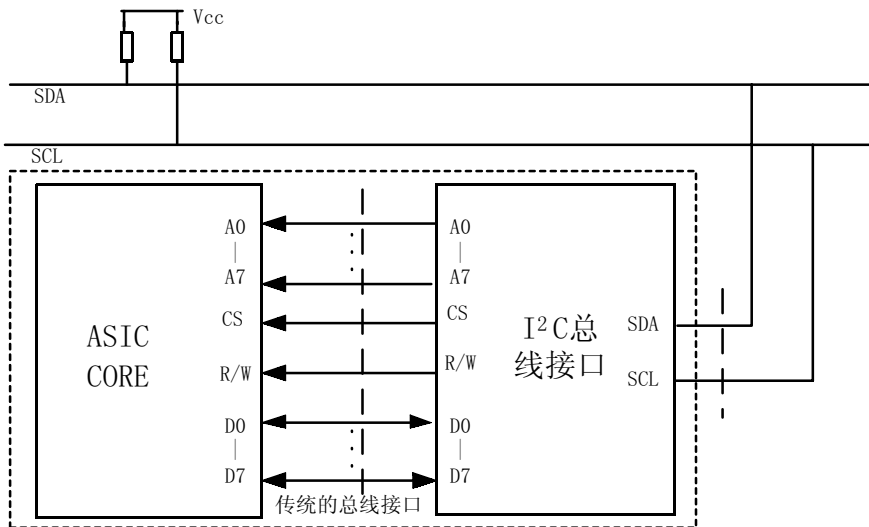 Vcc
SDA
SCL
A0
|
A7
CS
R/W
D0
|
D7
ASIC
CORE
A0
|
A7
CS
R/W
D0
|
D7
I²C总
线接口
SDA
SCL
传统的总线接口